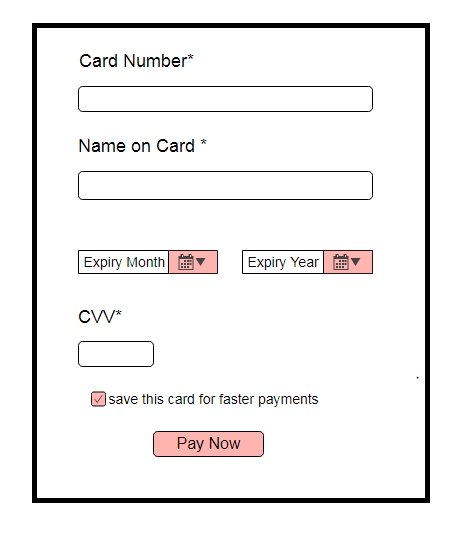 Card Number*
Name on Card *
Expiry Month Expiry Year
CVV*
save this card for faster payments
Pay Now